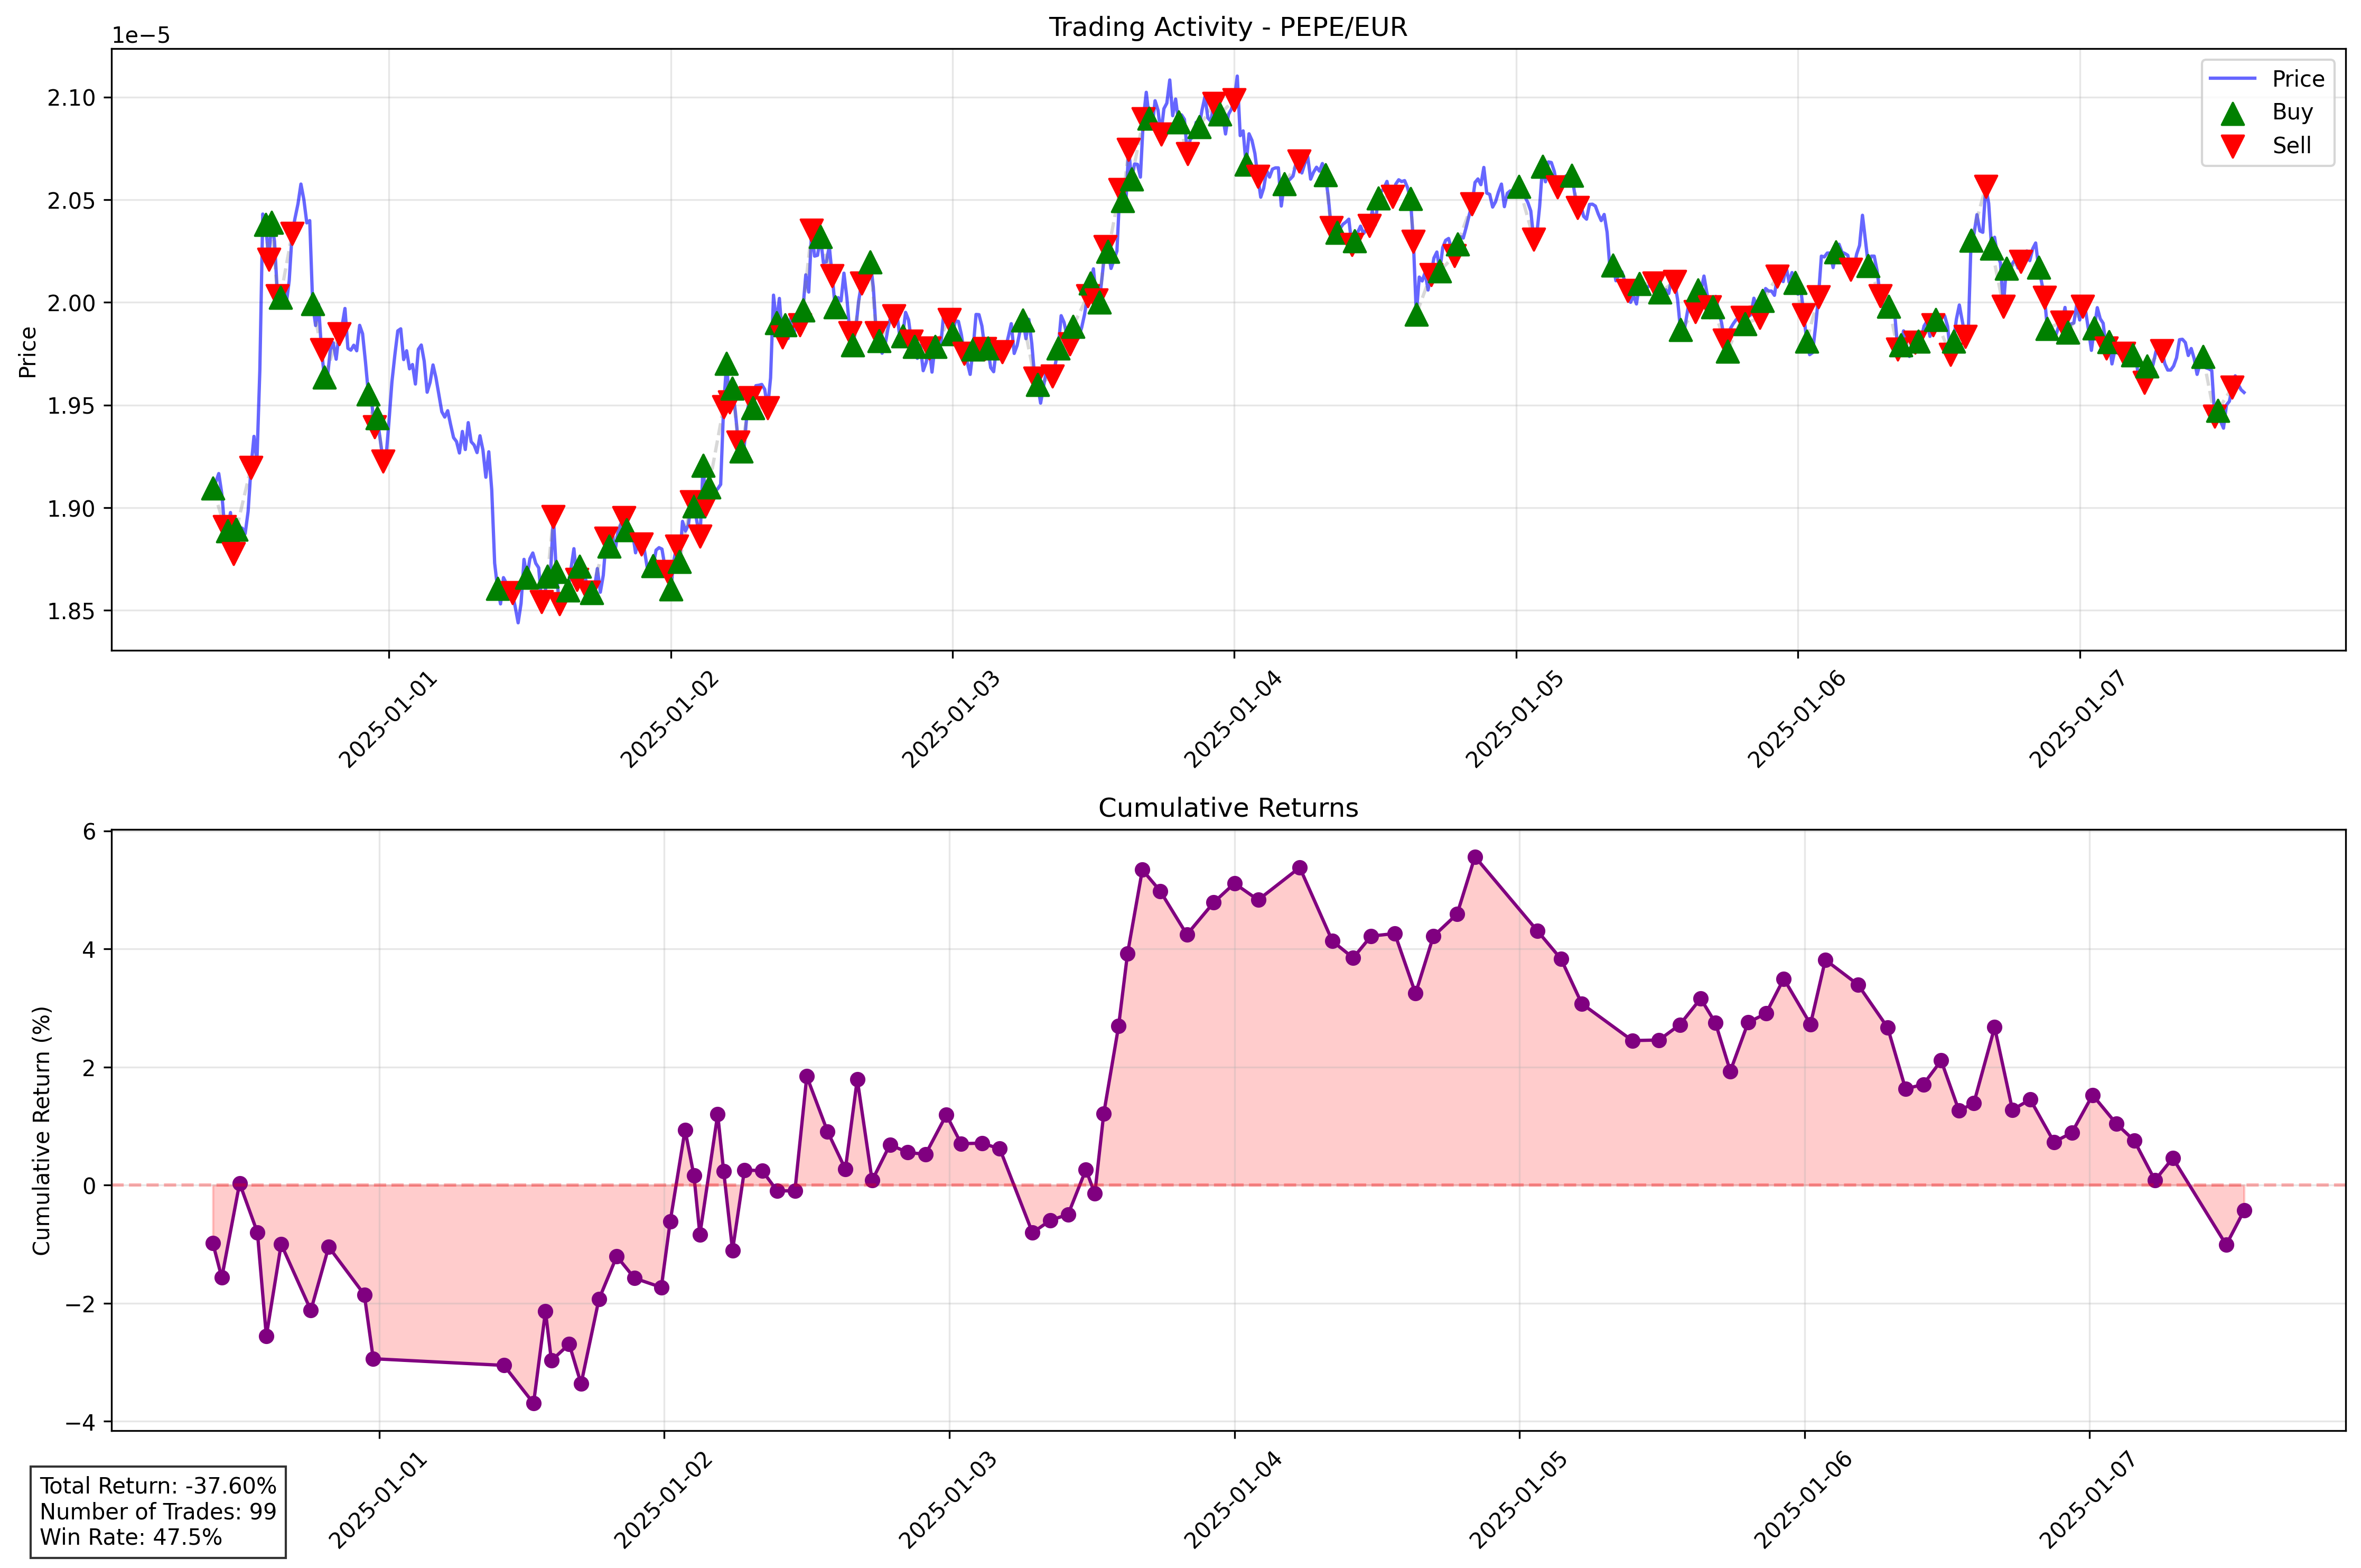 Trading Activity - PEPE/EUR
1e−5
2.10
2.05
2.00
1.95
1.90
1.85
Price
Price
Buy
Sell
2025-01-01
2025-01-02
2025-01-03
2025-01-04
2025-01-05
2025-01-06
2025-01-07
Cumulative Returns
6
4
2
0
−2
−4
Cumulative Return (%)
2025-01-01
2025-01-02
2025-01-03
2025-01-04
2025-01-05
2025-01-06
2025-01-07
Total Return: -37.60%
Number of Trades: 99
Win Rate: 47.5%